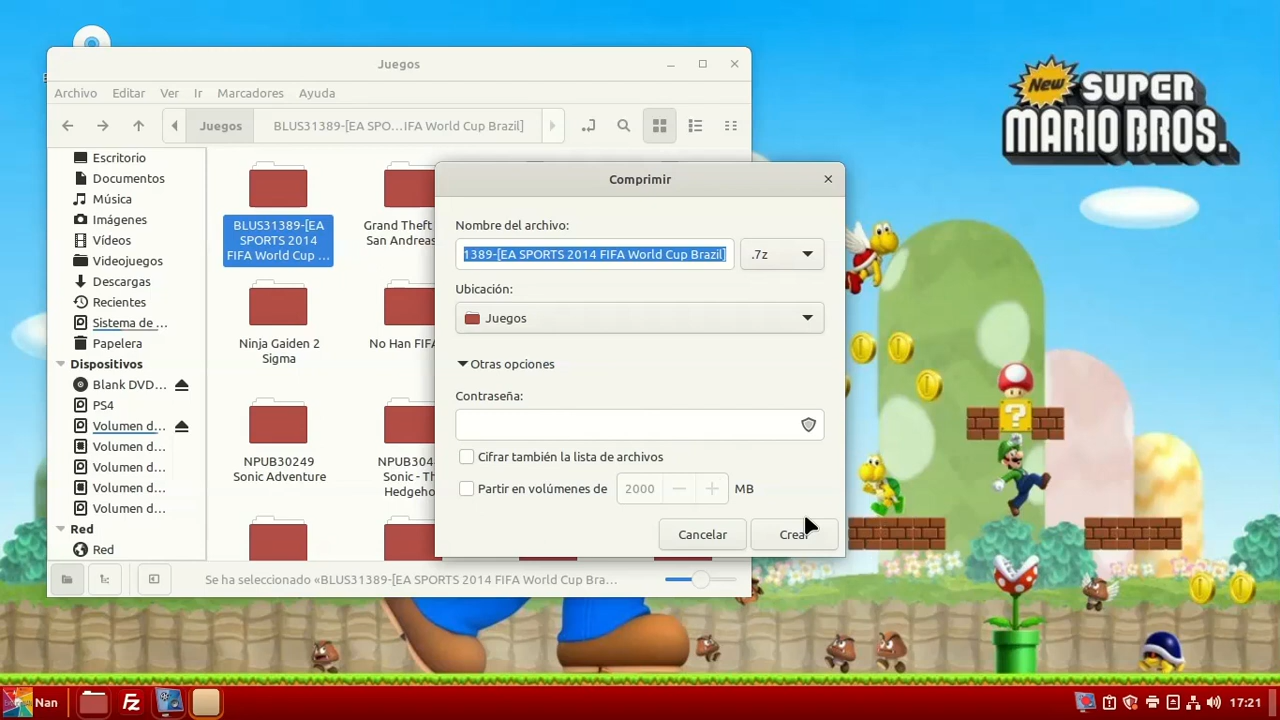 Juegos
Archivo Editar Ver Ir Marcadores Ayuda
Juegos BLUS31389-[EA SPO...IFA World Cup Brazil]
Escritorio
Documentos
Música
Imágenes
Vídeos
Videojuegos
Descargas
Recientes
Sistema de ...
Papelera
Dispositivos
Blank DVD...
PS4
Volumen d...
Volumen d...
Volumen d...
Volumen d...
Volumen d...
Red
Red
BLUS31389-[EA
SPORTS 2014
FIFA World Cup ...
Grand Theft
San Andreas
Ninja Gaiden 2
Sigma
No Han FIFA
NPUB30249
Sonic Adventure
NPUB304
Sonic - Th
Hedgeho
Comprimir
Nombre del archivo:
1389-[EA SPORTS 2014 FIFA World Cup Brazil]
.7z
Ubicación:
Juegos
Otras opciones
Contraseña:
Cifrar también la lista de archivos
Partir en volúmenes de 2000 MB
Cancelar Crear
Se ha seleccionado «BLUS31389-[EA SPORTS 2014 FIFA World Cup Bra...
New
SUPER
MARIO BROS.
?
Nan
17:21